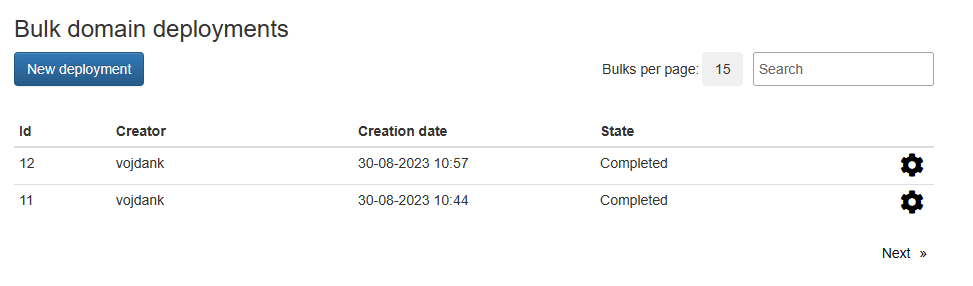 Bulk domain deployments
New deployment Bulks per page: 15 Search
Id Creator Creation date State
12 vojdank 30-08-2023 10:57 Completed
11 vojdank 30-08-2023 10:44 Completed
Next »